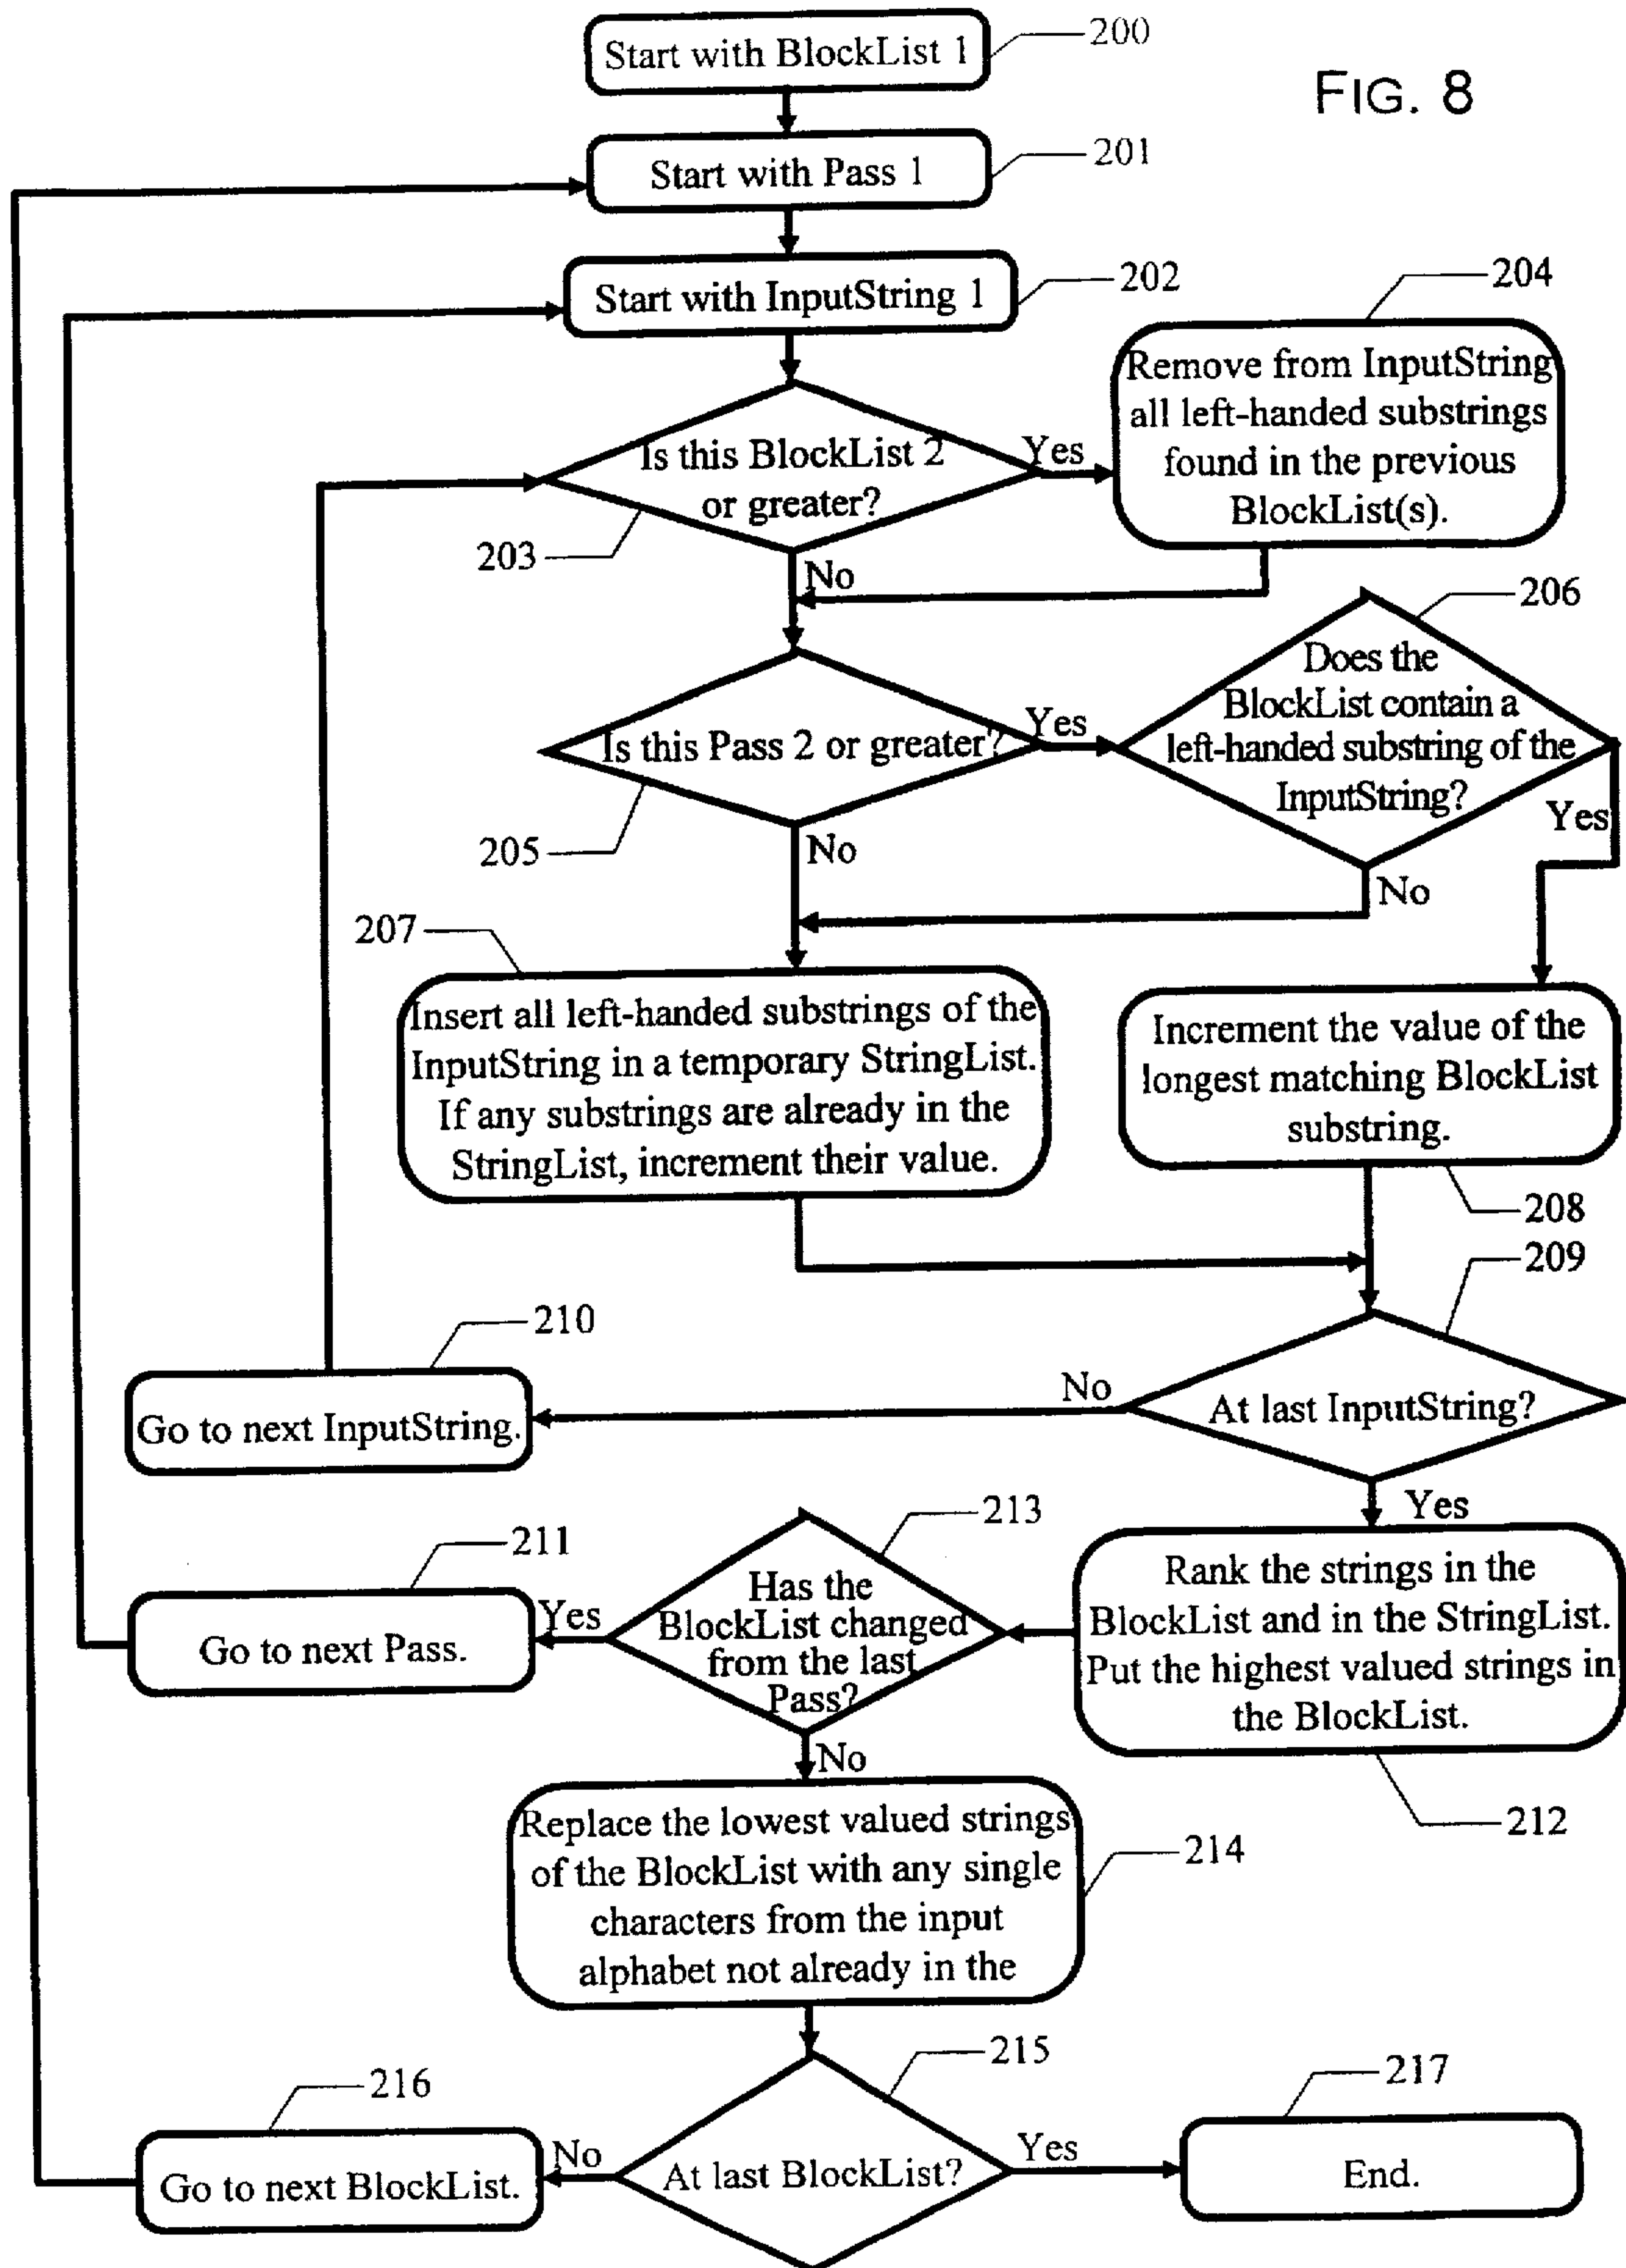 Start with BlockList 1
200
FIG. 8
Start with Pass 1
201
Start with InputString 1
202
204
Remove from InputString
all left-handed substrings
found in the previous
BlockList(s).
Is this BlockList 2
or greater?
Yes
203
No
206
Does the
BlockList contain a
left-handed substring of the
InputString?
Is this Pass 2 or greater?
Yes
Yes
205
No
No
207
Insert all left-handed substrings of the
InputString in a temporary StringList.
If any substrings are already in the
StringList, increment their value.
Increment the value of the
longest matching BlockList
substring.
208
209
210
Go to next InputString.
No
At last InputString?
Yes
213
211
Has the
BlockList changed
from the last
Pass?
Yes
Go to next Pass.
Rank the strings in the
BlockList and in the StringList.
Put the highest valued strings in
the BlockList.
No
212
Replace the lowest valued strings
of the BlockList with any single
characters from the input
alphabet not already in the
214
215
216
217
Go to next BlockList.
No
At last BlockList?
Yes
End.